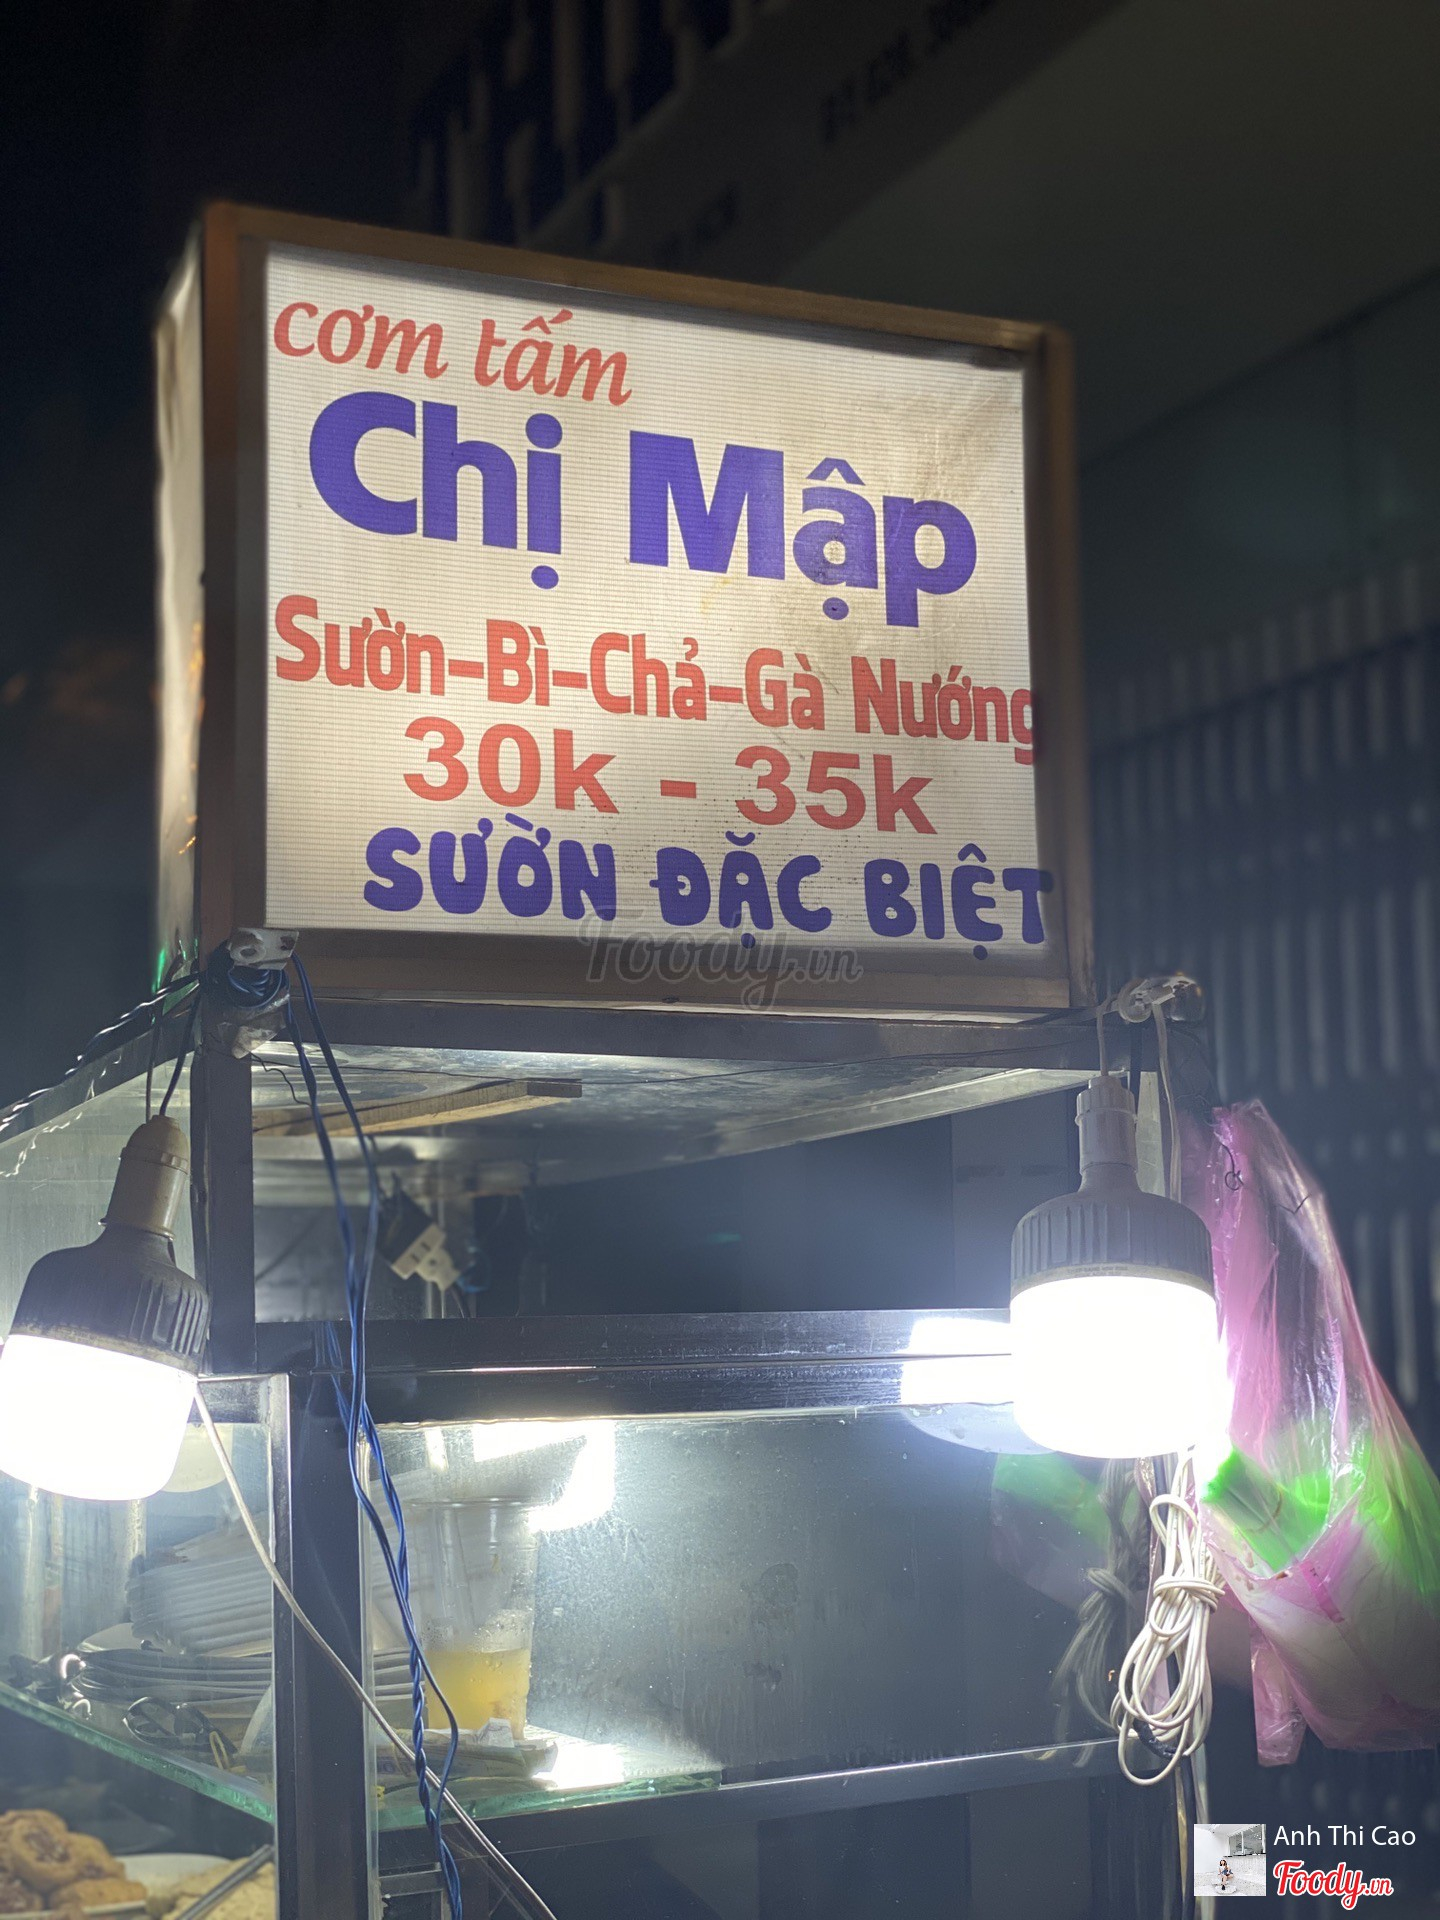 cơm tấm
Chị Mập
Sườn-Bì-Chả-Gà Nướng
30k - 35k
SƯỜN ĐẶC BIỆT
Foody.vn
Anh Thi Cao
Foody.vn